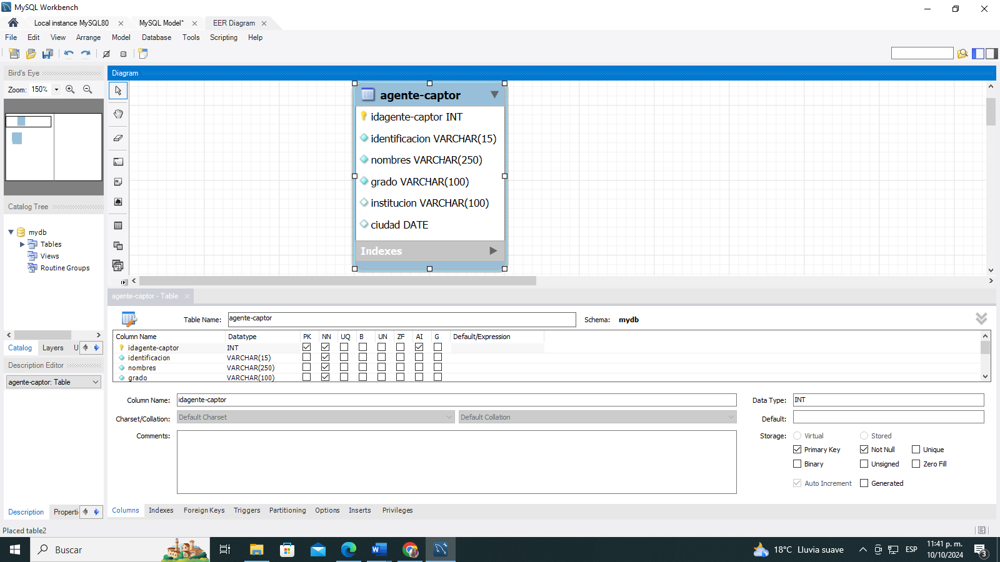 MySQL Workbench
Local instance MySQL80
MySQL Model*
EER Diagram
File Edit View Arrange Model Database Tools Scripting Help
Bird's Eye
Diagram
Zoom: 150%
agente-captor
idagente-captor INT
identificacion VARCHAR(15)
nombres VARCHAR(250)
grado VARCHAR(100)
institucion VARCHAR(100)
ciudad DATE
Indexes
Catalog Tree
mydb
Tables
Views
Routine Groups
Catalog Layers U
Description Editor
agente-captor: Table
Description Properti
agente-captor - Table
Table Name: agente-captor Schema: mydb
Column Name Datatype PK NN UQ B UN ZF AI G Default/Expression
idagente-captor INT
identificacion VARCHAR(15)
nombres VARCHAR(250)
grado VARCHAR(100)
Column Name: idagente-captor Data Type: INT
Charset/Collation: Default Charset Default Collation Default:
Comments: Storage: Virtual Stored
Primary Key Not Null Unique
Binary Unsigned Zero Fill
Auto Increment Generated
Columns Indexes Foreign Keys Triggers Partitioning Options Inserts Privileges
Placed table2
Buscar
18°C Lluvia suave
ESP
11:41 p. m.
10/10/2024
3